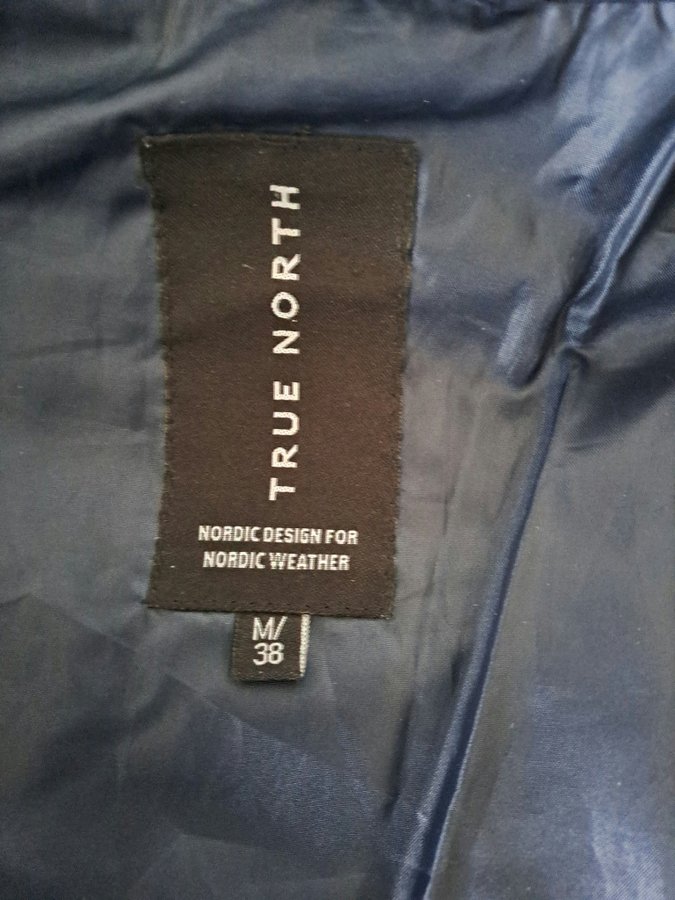 TRUE NORTH
NORDIC DESIGN FOR
NORDIC WEATHER
M/
38